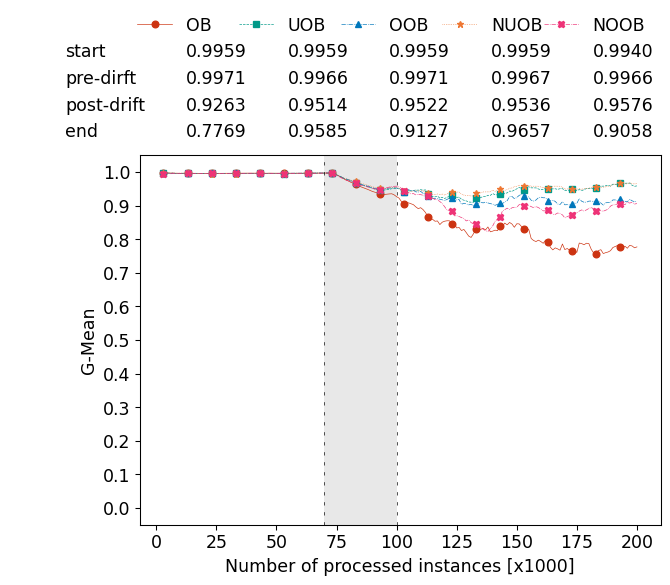 OB UOB OOB NUOB NOOB
start 0.9959 0.9959 0.9959 0.9959 0.9940
pre-dirft 0.9971 0.9966 0.9971 0.9967 0.9966
post-drift 0.9263 0.9514 0.9522 0.9536 0.9576
end 0.7769 0.9585 0.9127 0.9657 0.9058
1.0
0.9
0.8
0.7
0.6
0.5
0.4
0.3
0.2
0.1
0.0
G-Mean
0 25 50 75 100 125 150 175 200
Number of processed instances [x1000]